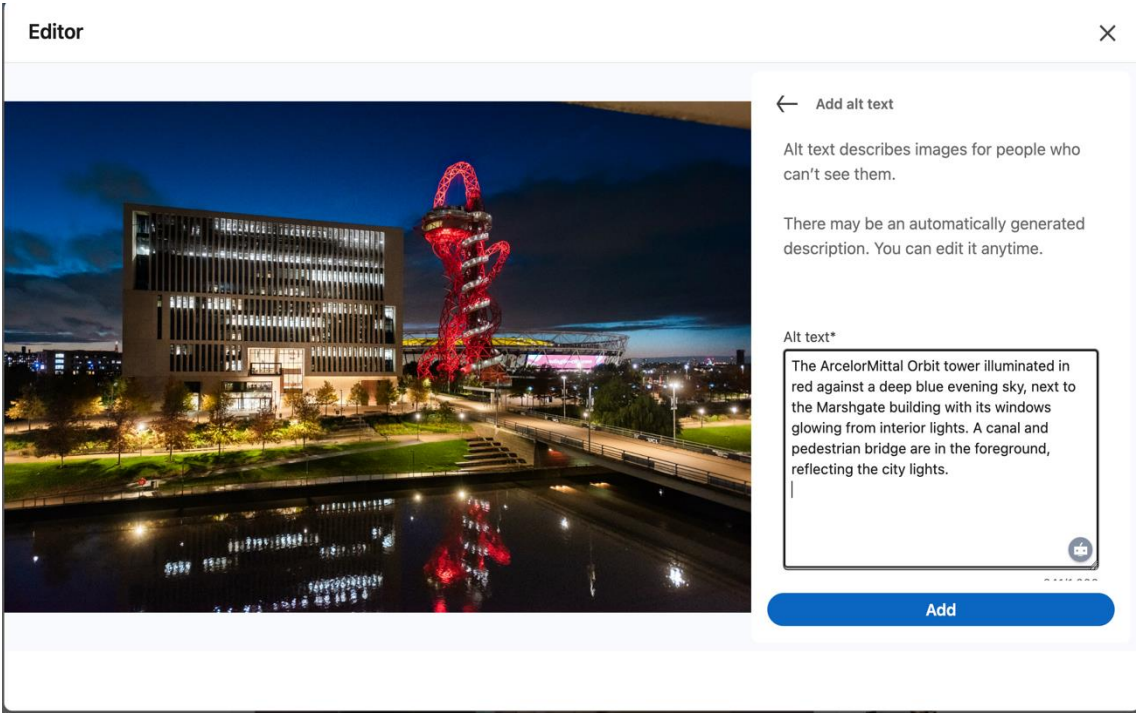 Editor
Add alt text
Alt text describes images for people who
can't see them.
There may be an automatically generated
description. You can edit it anytime.
Alt text*
The ArcelorMittal Orbit tower illuminated in
red against a deep blue evening sky, next to
the Marshgate building with its windows
glowing from interior lights. A canal and
pedestrian bridge are in the foreground,
reflecting the city lights.
Add